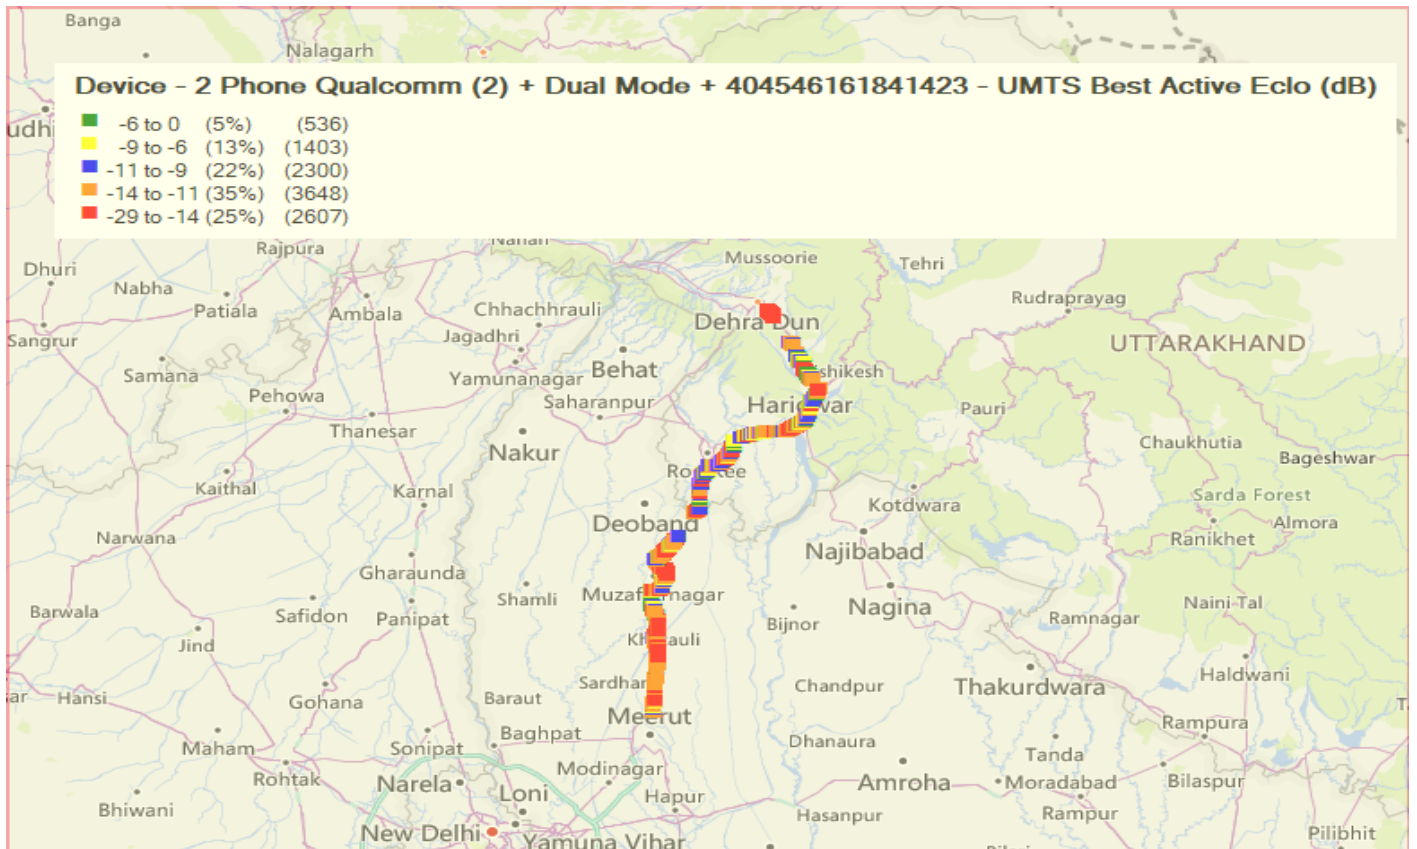 Banga
Nalagarh
Device - 2 Phone Qualcomm (2) + Dual Mode + 404546161841423 - UMTS Best Active EcIo (dB)
-6 to 0 (5%) (536)
-9 to -6 (13%) (1403)
-11 to -9 (22%) (2300)
-14 to -11 (35%) (3648)
-29 to -14 (25%) (2607)
udhi
Rajpura
Nahan
Mussoorie
Tehri
Dhuri
Nabha
Patiala
Ambala
Chhachhrauli
Rudraprayag
Dehra Dun
Sangrur
Jagadhri
UTTARAKHAND
Samana
Yamunanagar
Behat
shikesh
Pehowa
Saharanpur
Pauri
Thanesar
Nakur
Chaukhutia
Bageshwar
Kaithal
Karnal
Kotdwara
Sarda Forest
Almora
Narwana
Deoband
Najibabad
Ranikhet
Gharaunda
Barwala
Safidon
Panipat
Shamli
Nagina
Bijnor
Ramnagar
Naini Tal
Jind
Hansi
Gohana
Baraut
Sardhan
Chandpur
Thakurdwara
Haldwani
Meerut
Rampura
Maham
Sonipat
Baghpat
Dhanaura
Tanda
Rohtak
Narela
Loni
Modinagar
Amroha
Moradabad
Bilaspur
Bhiwani
Hapur
Hasanpur
Rampur
New Delhi
Yamuna Vihar
Pilibhit